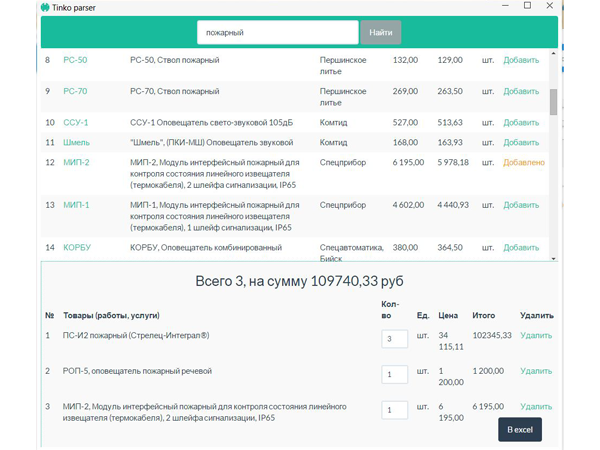 Tinko parser
пожарный Найти
8 РС-50 РС-50, Ствол пожарный Першинское литье 132,00 129,00 шт. Добавить
9 РС-70 РС-70, Ствол пожарный Першинское литье 269,00 263,50 шт. Добавить
10 ССУ-1 ССУ-1 Оповещатель свето-звуковой 105дБ Комтид 527,00 513,63 шт. Добавить
11 Шмель "Шмель", (ПКИ-МШ) Оповещатель звуковой Комтид 168,00 163,93 шт. Добавить
12 МИП-2 МИП-2, Модуль интерфейсный пожарный для Спецприбор 6 195,00 5 978,18 шт. Добавлено
контроля состояния линейного извещателя
(термокабеля), 2 шлейфа сигнализации, IP65
13 МИП-1 МИП-1, Модуль интерфейсный пожарный для Спецприбор 4 602,00 4 440,93 шт. Добавить
контроля состояния линейного извещателя
(термокабеля), 1 шлейф сигнализации, IP65
14 КОРБУ КОРБУ, Оповещатель комбинированный Спецавтоматика, Бийск 380,00 364,50 шт. Добавить
Всего 3, на сумму 109740,33 руб
№ Товары (работы, услуги) Кол-во Ед. Цена Итого Удалить
1 ПС-И2 пожарный (Стрелец-Интеграл®) 3 шт. 34 115,11 102345,33 Удалить
2 РОП-5, оповещатель пожарный речевой 1 шт. 1 200,00 1 200,00 Удалить
3 МИП-2, Модуль интерфейсный пожарный для контроля состояния линейного 1 шт. 6 195,00 6 195,00 Удалить
извещателя (термокабеля), 2 шлейфа сигнализации, IP65
В excel